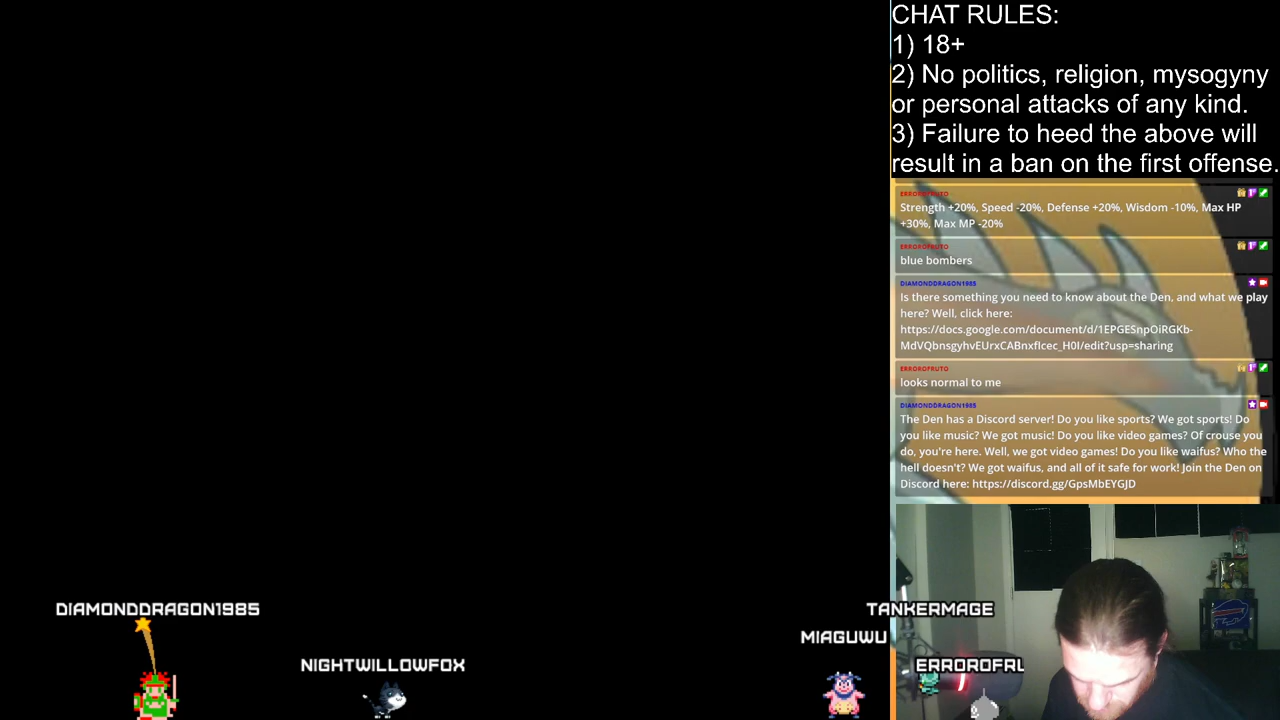 CHAT RULES:
1) 18+
2) No politics, religion, mysogyny
or personal attacks of any kind.
3) Failure to heed the above will
result in a ban on the first offense.
ERROROFRUTO
Strength +20%, Speed -20%, Defense +20%, Wisdom -10%, Max HP
+30%, Max MP -20%
ERROROFRUTO
blue bombers
DIAMONDDRAGON1985
Is there something you need to know about the Den, and what we play
here? Well, click here:
https://docs.google.com/document/d/1EPGESnpOiRGKb-
MdVQbnsgyhvEUrxCABnxfIcec_H0I/edit?usp=sharing
ERROROFRUTO
looks normal to me
DIAMONDDRAGON1985
The Den has a Discord server! Do you like sports? We got sports! Do
you like music? We got music! Do you like video games? Of crouse you
do, you're here. Well, we got video games! Do you like waifus? Who the
hell doesn't? We got waifus, and all of it safe for work! Join the Den on
Discord here: https://discord.gg/GpsMbEYGJD
DIAMONDDRAGON1985
TANKERMAGE
MIAGUWU
NIGHTWILLOWFOX
ERROROFRU